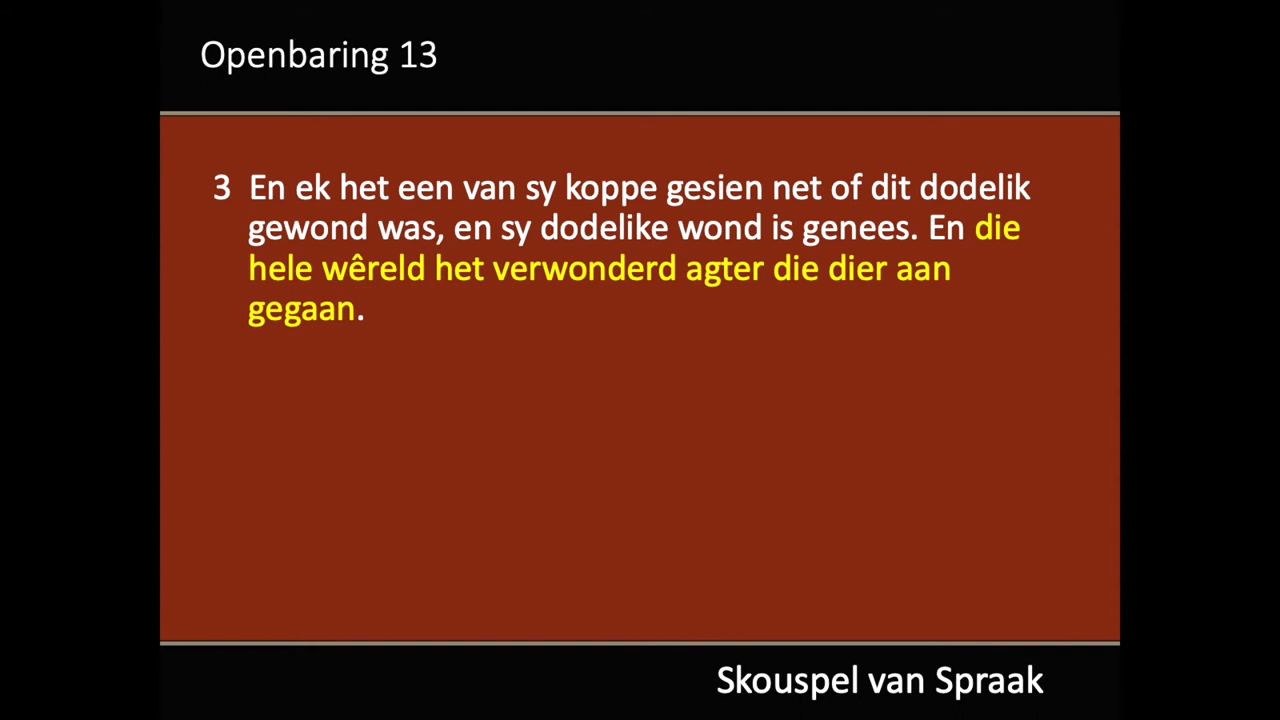 Openbaring 13
3 En ek het een van sy koppe gesien net of dit dodelik
gewond was, en sy dodelike wond is genees. En die
hele wêreld het verwonderd agter die dier aan
gegaan.
Skouspel van Spraak